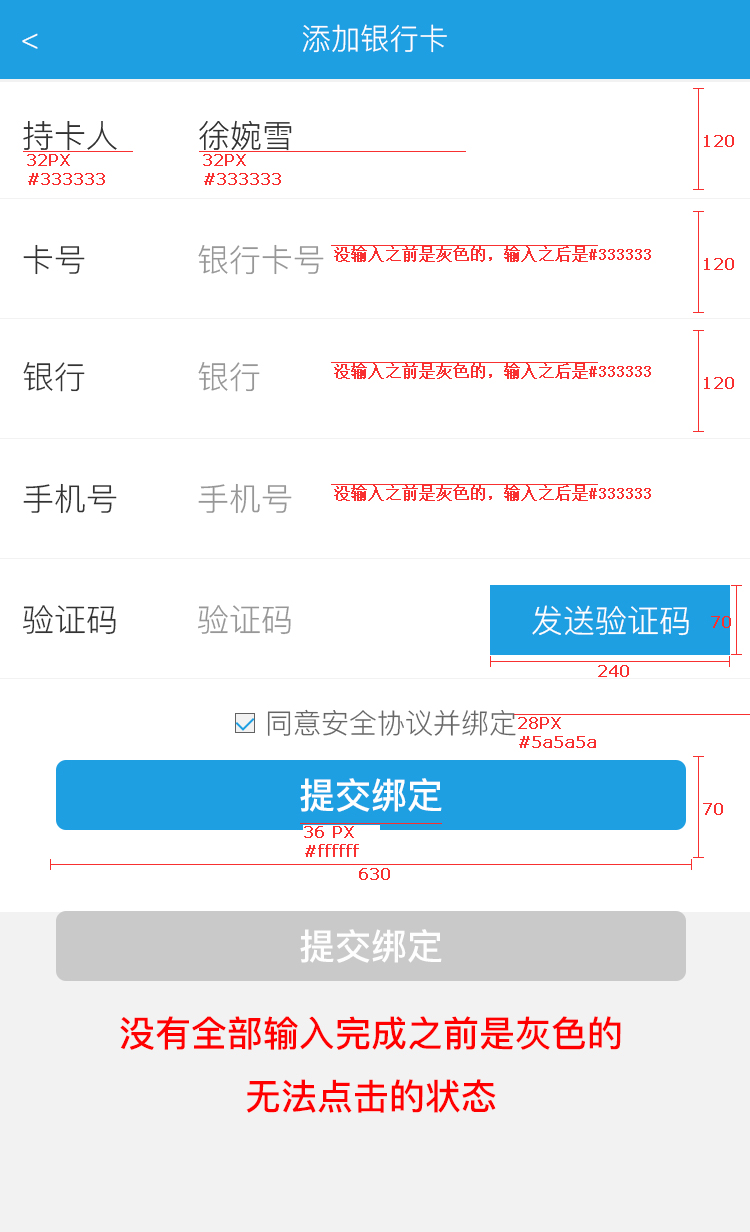 < 添加银行卡
持卡人 徐婉雪 120
32PX 32PX
#333333 #333333
卡号 银行卡号 没输入之前是灰色的，输入之后是#333333 120
银行 银行 没输入之前是灰色的，输入之后是#333333 120
手机号 手机号 没输入之前是灰色的，输入之后是#333333
验证码 验证码 发送验证码 70
240
同意安全协议并绑定 28PX
#5a5a5a
提交绑定 70
36 PX
#ffffff
630
提交绑定
没有全部输入完成之前是灰色的
无法点击的状态